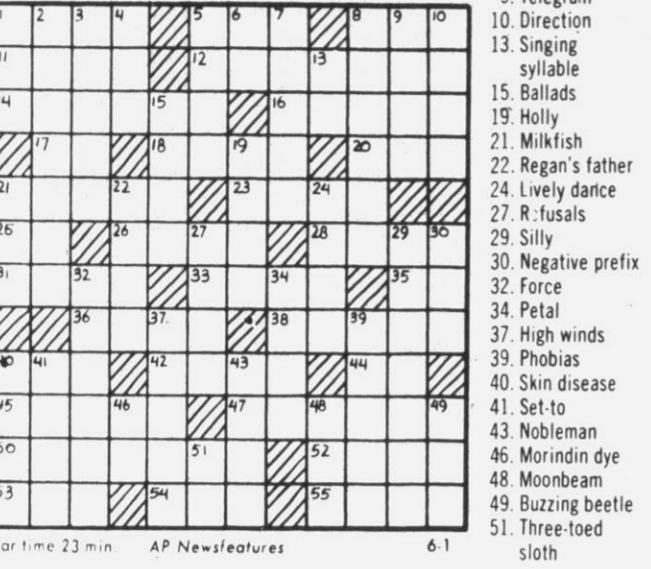 1 2 3 4 5 6 7 8 9 10
11 12 13
14 15 16
17 18 19 20
21 22 23 24
25 26 27 28 29 30
31 32 33 34 35
36 37. 38 39
40 41 42 43 44
45 46 47 48 49
50 51 52
53 54 55
time 23 min. AP Newsfeatures 6-1
10. Direction
13. Singing
syllable
15. Ballads
19. Holly
21. Milkfish
22. Regan's father
24. Lively dance
27. R:fusals
29. Silly
30. Negative prefix
32. Force
34. Petal
37. High winds
39. Phobias
40. Skin disease
41. Set-to
43. Nobleman
46. Morindin dye
48. Moonbeam
49. Buzzing beetle
51. Three-toed
sloth